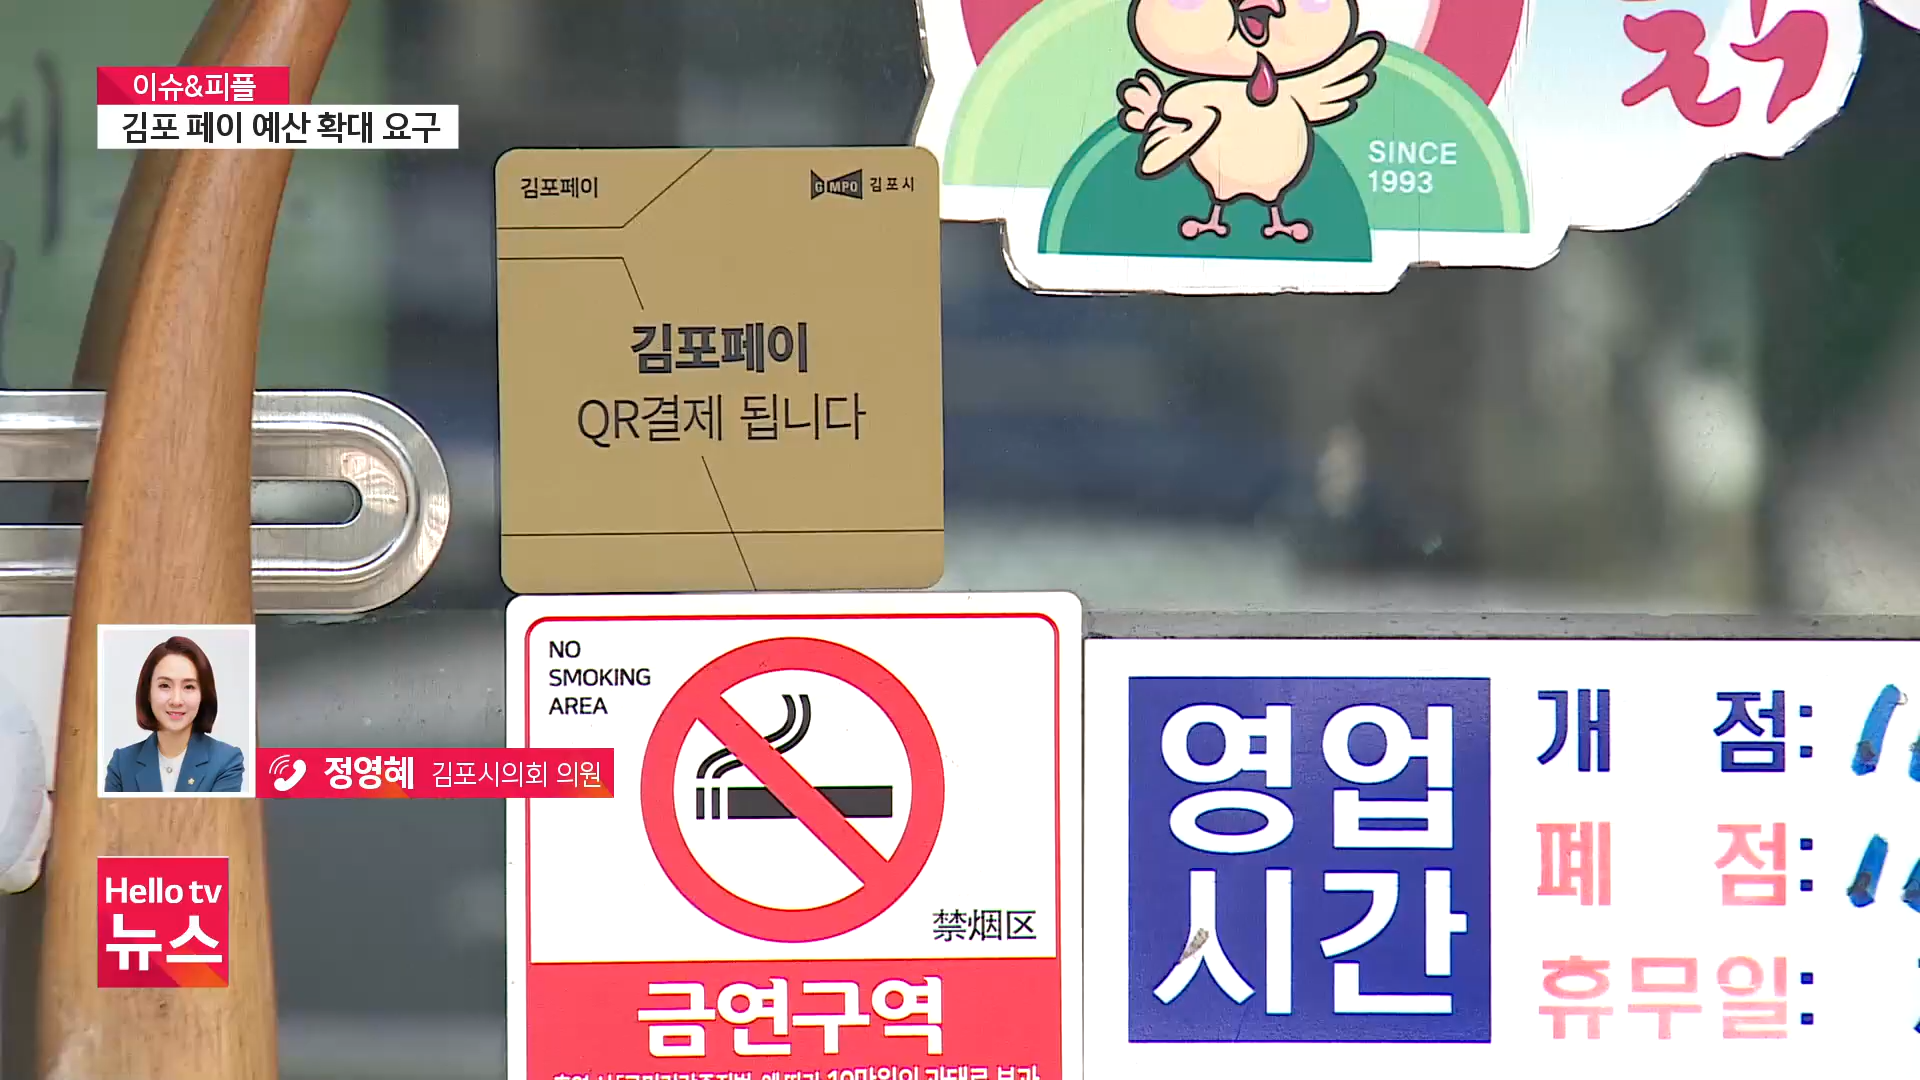 이슈&피플
김포 페이 예산 확대 요구
김포페이
GIMPO 김포시
김포페이
QR결제 됩니다
SINCE
1993
NO
SMOKING
AREA
禁烟区
금연구역
정영혜 김포시의회 의원
Hello tv
뉴스
영업
시간
개 점:
폐 점:
휴무일: